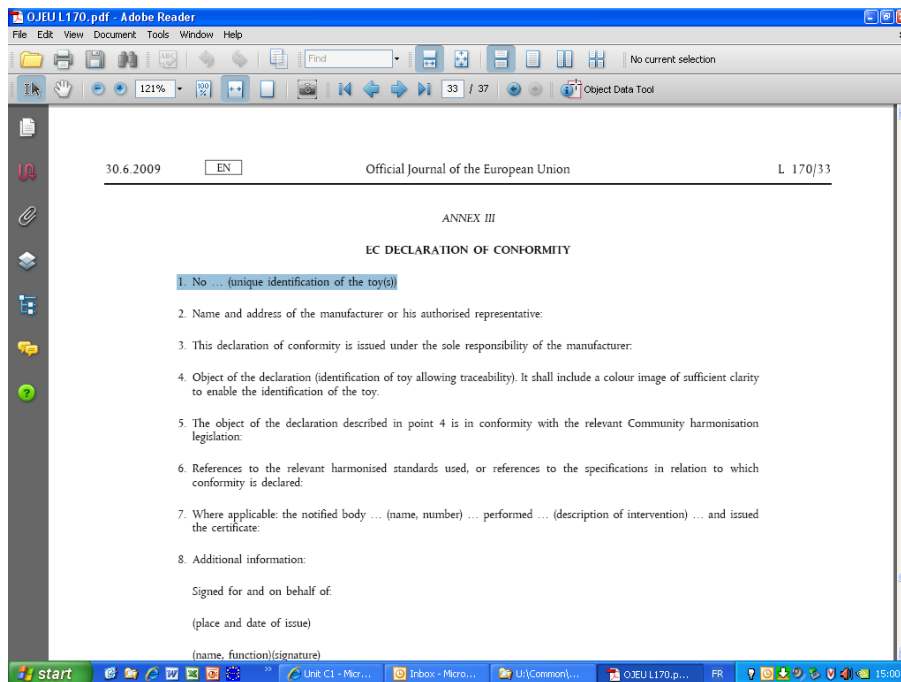 OJEU L170.pdf - Adobe Reader
File Edit View Document Tools Window Help
Find
No current selection
121%
33 / 37
Object Data Tool
30.6.2009 EN Official Journal of the European Union L 170/33
ANNEX III
EC DECLARATION OF CONFORMITY
1. No … (unique identification of the toy(s))
2. Name and address of the manufacturer or his authorised representative:
3. This declaration of conformity is issued under the sole responsibility of the manufacturer:
4. Object of the declaration (identification of toy allowing traceability). It shall include a colour image of sufficient clarity
to enable the identification of the toy.
5. The object of the declaration described in point 4 is in conformity with the relevant Community harmonisation
legislation:
6. References to the relevant harmonised standards used, or references to the specifications in relation to which
conformity is declared:
7. Where applicable: the notified body … (name, number) … performed … (description of intervention) … and issued
the certificate:
8. Additional information:
Signed for and on behalf of:
(place and date of issue)
(name, function)(signature)
start Unit C1 - Micr... Inbox - Micro... U:\Common\... OJEU L170.p... FR 15:00